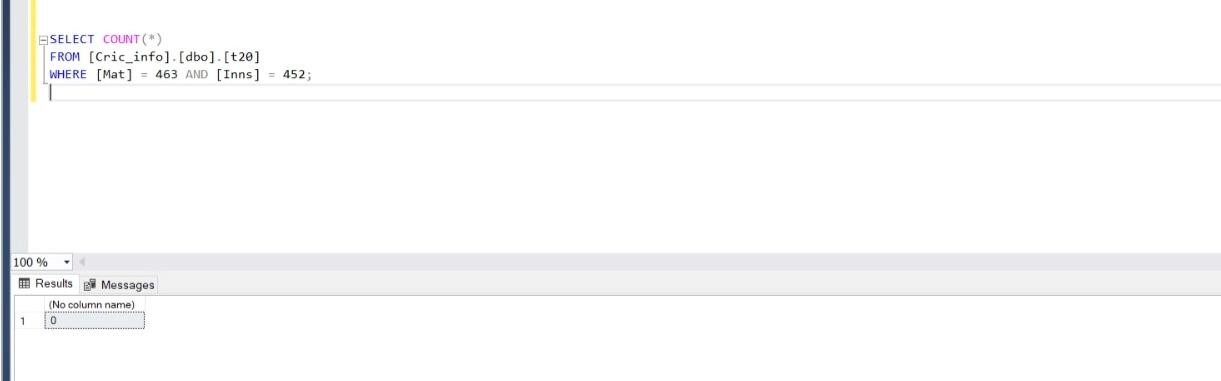 SELECT COUNT(*)
FROM [Cric_info].[dbo].[t20]
WHERE [Mat] = 463 AND [Inns] = 452;
100 %
Results Messages
(No column name)
1 0